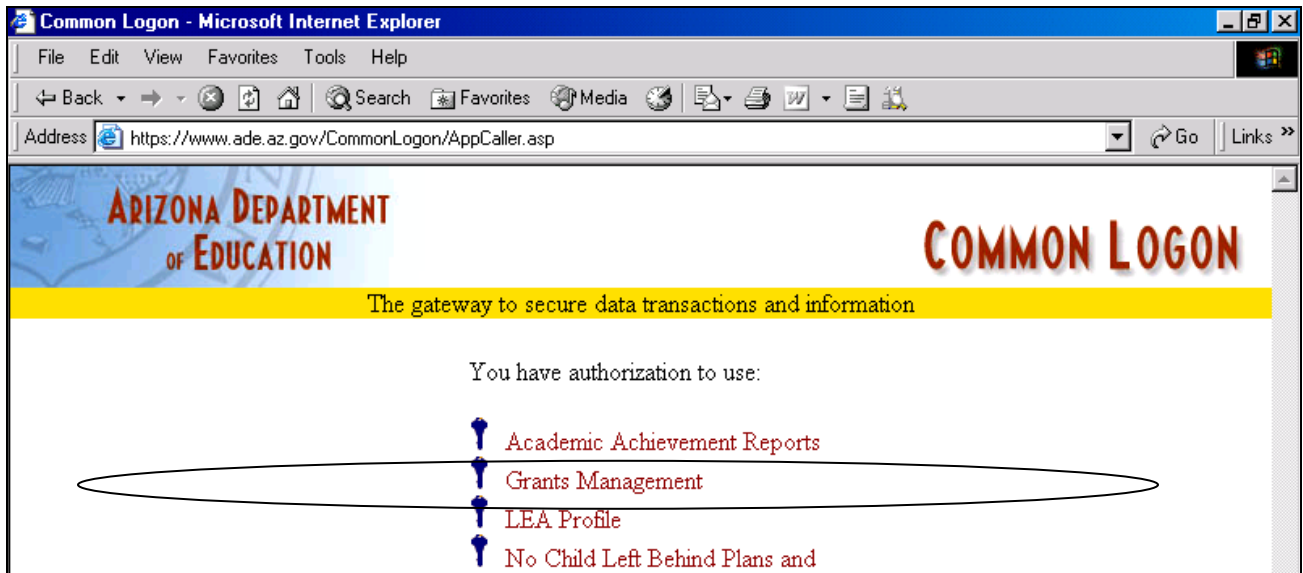 Common Logon - Microsoft Internet Explorer
File Edit View Favorites Tools Help
Back Search Favorites Media W
Address https://www.ade.az.gov/CommonLogon/AppCaller.asp Go Links »
ARIZONA DEPARTMENT
OF EDUCATION
COMMON LOGON
The gateway to secure data transactions and information
You have authorization to use:
Academic Achievement Reports
Grants Management
LEA Profile
No Child Left Behind Plans and